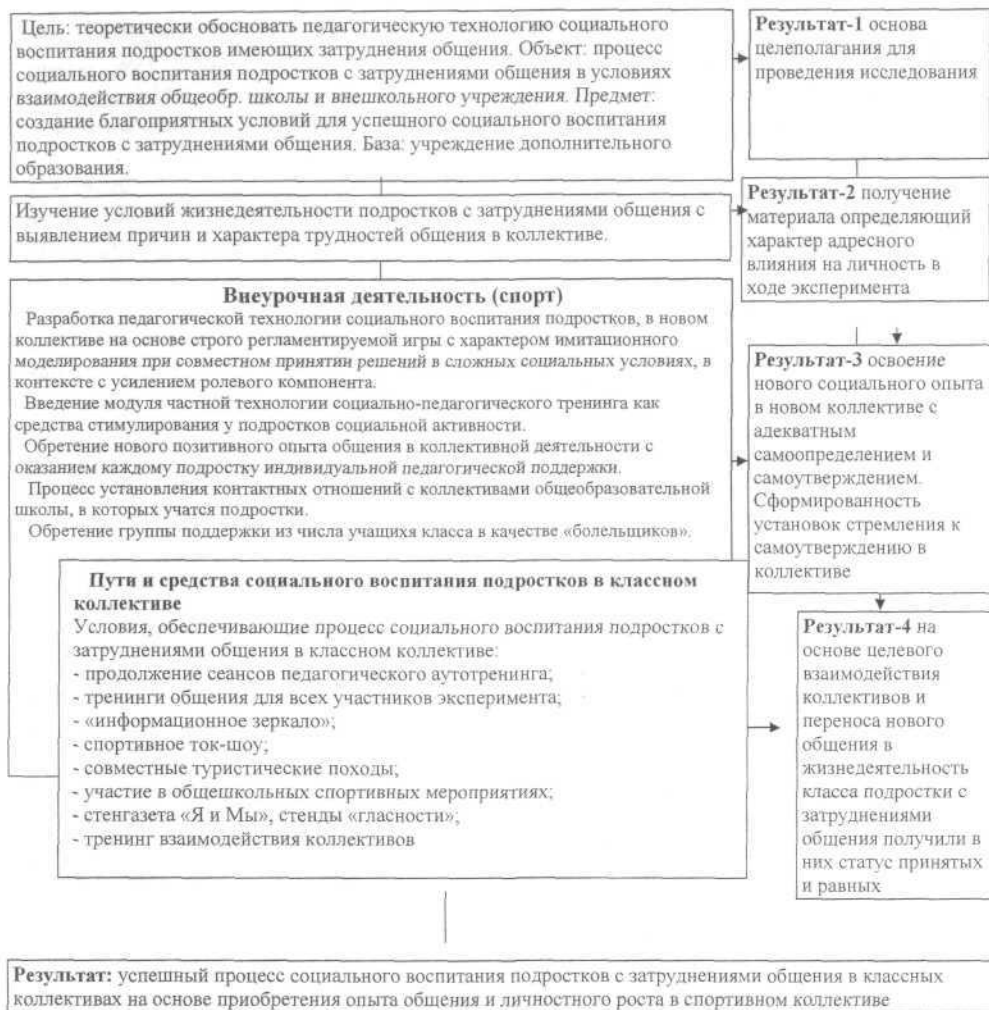 Цель: теоретически обосновать педагогическую технологию социального
воспитания подростков имеющих затруднения общения. Объект: процесс
социального воспитания подростков с затруднениями общения в условиях
взаимодействия общеобр. школы и внешкольного учреждения. Предмет:
создание благоприятных условий для успешного социального воспитания
подростков с затруднениями общения. База: учреждение дополнительного
образования.
Результат-1 основа
целеполагания для
проведения исследования
Изучение условий жизнедеятельности подростков с затруднениями общения с
выявлением причин и характера трудностей общения в коллективе.
Результат-2 получение
материала определяющий
характер адресного
влияния на личность в
ходе эксперимента
Внеурочная деятельность (спорт)
Разработка педагогической технологии социального воспитания подростков, в новом
коллективе на основе строго регламентируемой игры с характером имитационного
моделирования при совместном принятии решений в сложных социальных условиях, в
контексте с усилением ролевого компонента.
Введение модуля частной технологии социально-педагогического тренинга как
средства стимулирования у подростков социальной активности.
Обретение нового позитивного опыта общения в коллективной деятельности с
оказанием каждому подростку индивидуальной педагогической поддержки.
Процесс установления контактных отношений с коллективами общеобразовательной
школы, в которых учатся подростки.
Обретение группы поддержки из числа учащихся класса в качестве «болельщиков».
Результат-3 освоение
нового социального опыта
в новом коллективе с
адекватным
самоопределением и
самоутверждением.
Сформированность
установок стремления к
самоутверждению в
коллективе
Пути и средства социального воспитания подростков в классном
коллективе
Условия, обеспечивающие процесс социального воспитания подростков с
затруднениями общения в классном коллективе:
- продолжение сеансов педагогического аутотренинга;
- тренинги общения для всех участников эксперимента;
- «информационное зеркало»;
- спортивное ток-шоу;
- совместные туристические походы;
- участие в общешкольных спортивных мероприятиях;
- стенгазета «Я и Мы», стенды «гласности»;
- тренинг взаимодействия коллективов
Результат-4 на
основе целевого
взаимодействия
коллективов и
переноса нового
общения в
жизнедеятельность
класса подростки с
затруднениями
общения получили в
них статус принятых
и равных
Результат: успешный процесс социального воспитания подростков с затруднениями общения в классных
коллективах на основе приобретения опыта общения и личностного роста в спортивном коллективе